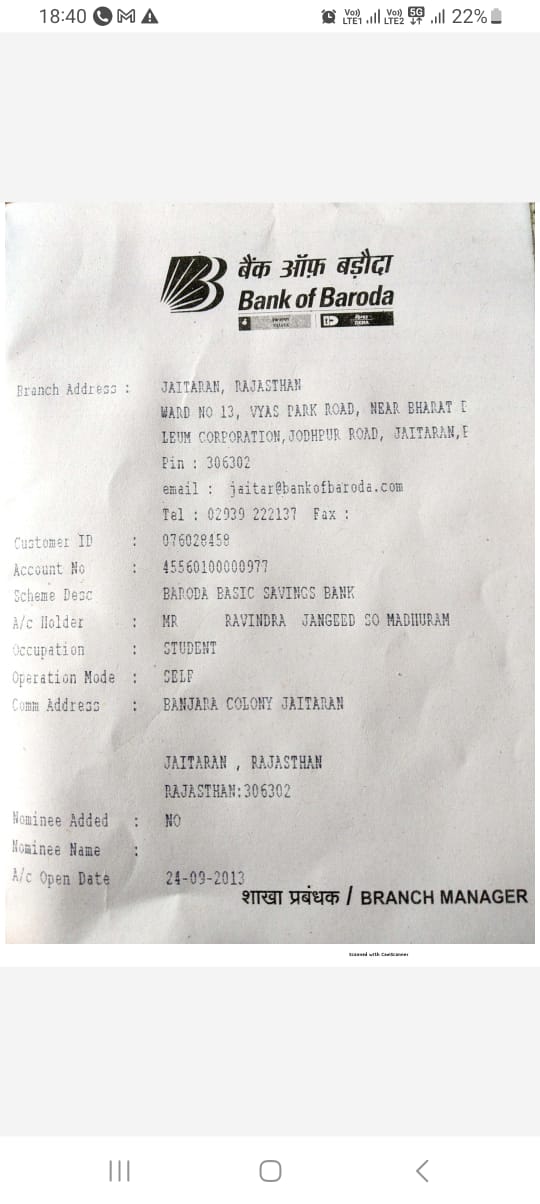 18:40
LTE1 LTE2 5G 22%
बैंक ऑफ़ बड़ौदा
Bank of Baroda
Branch Address : JAITARAN, RAJASTHAN
WARD NO 13, VYAS PARK ROAD, NEAR BHARAT
LEUM CORPORATION, JODHPUR ROAD, JAITARAN,
Pin : 306302
email : jaitar@bankofbaroda.com
Tel : 02939 222137 Fax :
Customer ID : 076028458
Account No : 45560100000977
Scheme Desc BARODA BASIC SAVINGS BANK
A/c Holder : MR RAVINDRA JANGEED SO MADHURAM
Occupation : STUDENT
Operation Mode : SELF
Comm Address : BANJARA COLONY JAITARAN
JAITARAN , RAJASTHAN
RAJASTHAN:306302
Nominee Added : NO
Nominee Name :
A/c Open Date 24-09-2013
शाखा प्रबंधक / BRANCH MANAGER
Scanned with CamScanner